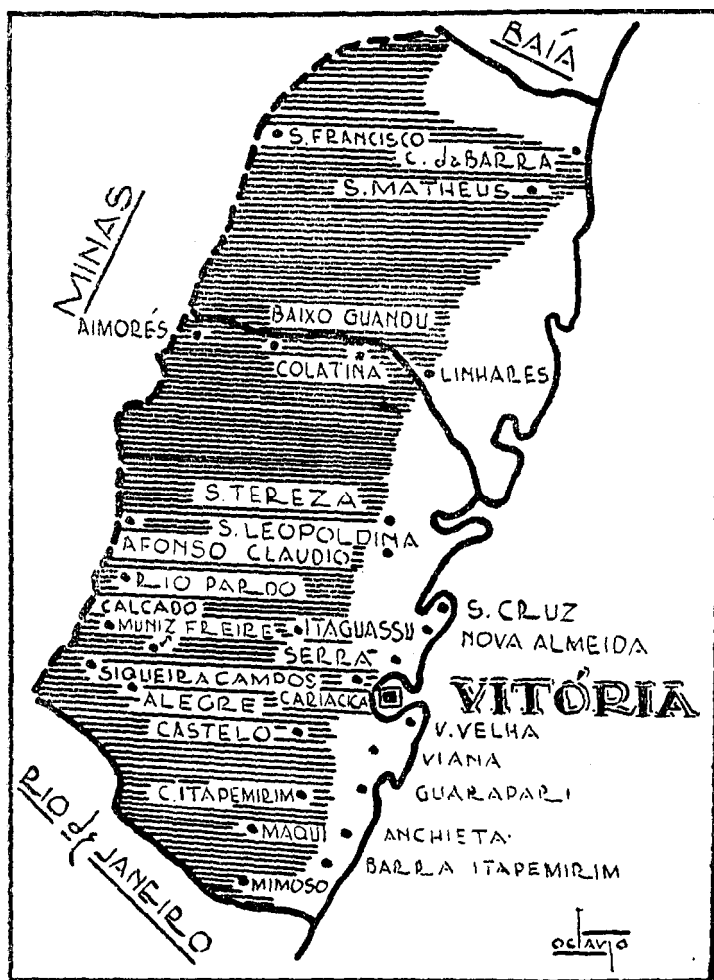 BAÍA
S. FRANCISCO
C. da BARRA
S. MATHEUS
MINAS
BAIXO GUANDU
AIMORÉS
COLATINA
LINHARES
S. TEREZA
S. LEOPOLDINA
AFONSO CLAUDIO
RIO PARDO
CALCADO
MUNIZ FREIRE
ITAGUASSU
S. CRUZ
NOVA ALMEIDA
SERRA
SIQUEIRA CAMPOS
ALEGRE
CARIACICA
VITÓRIA
CASTELO
V. VELHA
VIANA
C. ITAPEMIRIM
GUARAPARI
MAQUI
ANCHIETA
BARRA ITAPEMIRIM
MIMOSO
RIO de JANEIRO
OCTAVIO